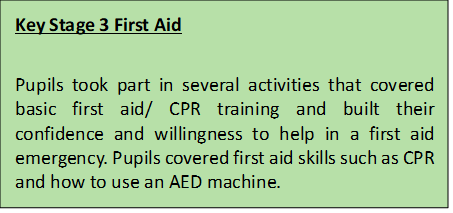 Key Stage 3 First Aid
Pupils took part in several activities that covered
basic first aid/ CPR training and built their
confidence and willingness to help in a first aid
emergency. Pupils covered first aid skills such as CPR
and how to use an AED machine.